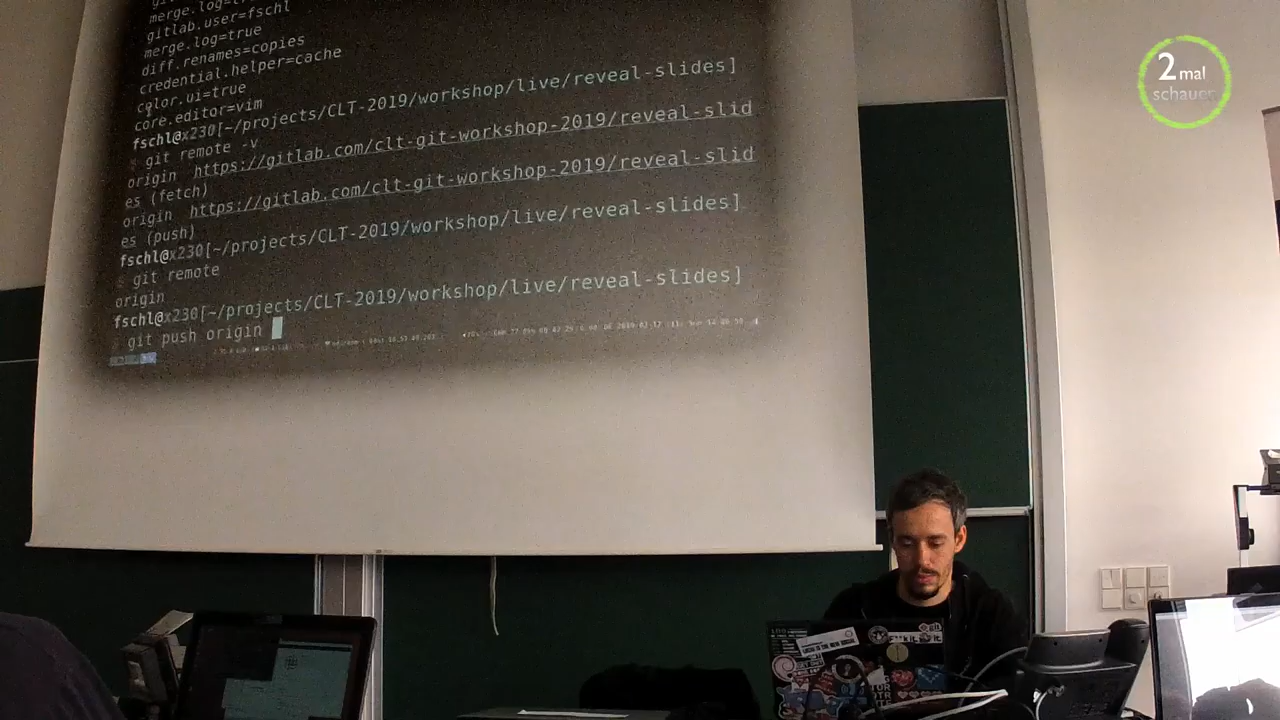 gitlab.user=fschl
merge.log=true
diff.renames=copies
credential.helper=cache
color.ui=true
core.editor=vim
fschl@x230[~/projects/CLT-2019/workshop/live/reveal-slides]
git remote -v
origin https://gitlab.com/clt-git-workshop-2019/reveal-slid
es (fetch)
origin https://gitlab.com/clt-git-workshop-2019/reveal-slid
es (push)
fschl@x230[~/projects/CLT-2019/workshop/live/reveal-slides]
git remote
origin
fschl@x230[~/projects/CLT-2019/workshop/live/reveal-slides]
git push origin
2 mal
schauen